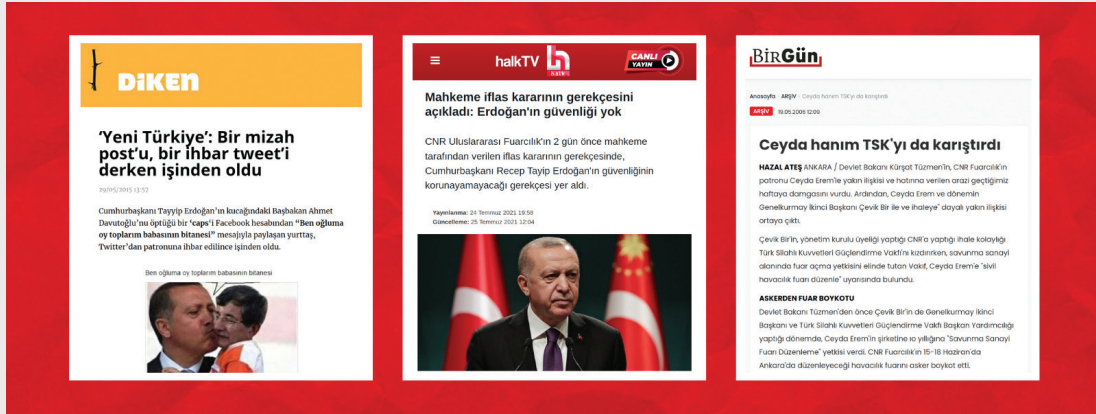 DiKEN
'Yeni Türkiye': Bir mizah
post'u, bir ihbar tweet'i
derken işinden oldu
29/05/2015 13:57
Cumhurbaşkanı Tayyip Erdoğan'ın kucağındaki Başbakan Ahmet
Davutoğlu'nu öptüğü bir 'caps'i Facebook hesabından "Ben oğluma
oy toplarım babasının bitanesi" mesajıyla paylaşan yurttaş,
Twitter'dan patronuna ihbar edilince işinden oldu.
Ben oğluma oy toplarım babasının bitanesi
halkTV
HALKTV
CANLI
YAYIN
Mahkeme iflas kararının gerekçesini
açıkladı: Erdoğan'ın güvenliği yok
CNR Uluslararası Fuarcılık'ın 2 gün önce mahkeme
tarafından verilen iflas kararının gerekçesinde,
Cumhurbaşkanı Recep Tayip Erdoğan'ın güvenliğinin
korunayamayacağı gerekçesi yer aldı.
Yayınlanma: 24 Temmuz 2021 19:58
Güncelleme: 25 Temmuz 2021 12:04
BirGün
Anasayfa › ARŞİV › Ceyda hanım TSK'yı da karıştırdı
ARŞİV 19.06.2006 12:09
Ceyda hanım TSK'yı da karıştırdı
HAZAL ATEŞ ANKARA / Devlet Bakanı Kürşat Tüzmen'in, CNR Fuarcılık'ın
patronu Ceyda Erem'le yakın ilişkisi ve hatırına verilen arazi geçtiğimiz
haftaya damgasını vurdu. Ardından, Ceyda Erem ve dönemin
Genelkurmay İkinci Başkanı Çevik Bir ile ve ihaleye" dayalı yakın ilişkisi
ortaya çıktı.
Çevik Bir'in, yönetim kurulu üyeliği yaptığı CNR'a yaptığı ihale kolaylığı
Türk Silahlı Kuvvetleri Güçlendirme Vakfı'nı kızdırırken, savunma sanayi
alanında fuar açma yetkisi elinde tutan Vakıf, Ceyda Erem'e "sivil
havacılık fuarı düzenle" uyarısında bulundu.
ASKERDEN FUAR BOYKOTU
Devlet Bakanı Tüzmen'den önce Çevik Bir'in de Genelkurmay İkinci
Başkanı ve Türk Silahlı Kuvvetleri Güçlendirme Vakfı Başkan Yardımcılığı
yaptığı dönemde, Ceyda Erem'in şirketine 10 yıllığına "Savunma Sanayi
Fuarı Düzenleme" yetkisi verdi. CNR Fuarcılık'ın 15-18 Haziran'da
Ankara'da düzenleyeceği havacılık fuarını asker boykot etti.